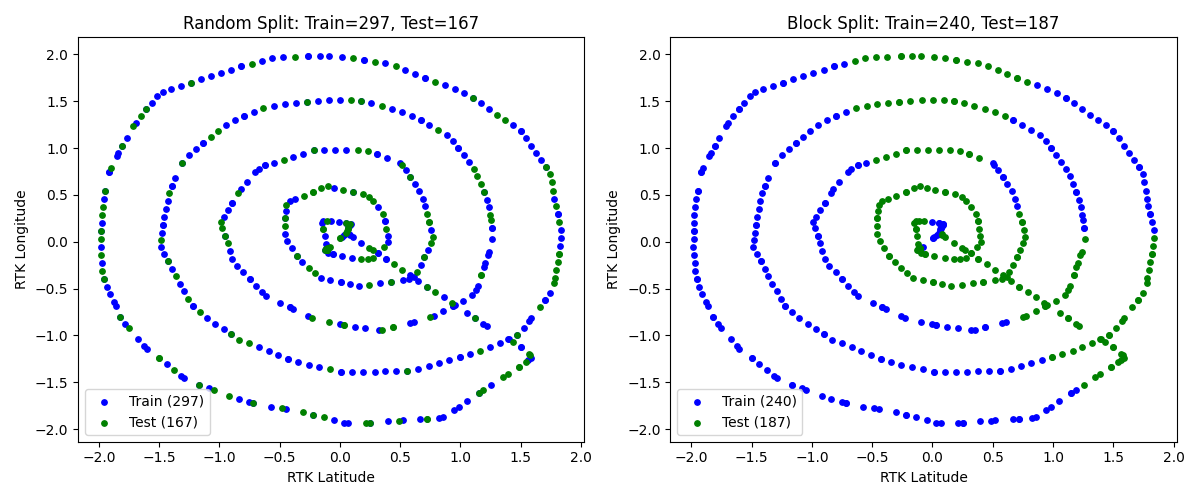 Random Split: Train=297, Test=167
RTK Longitude
2.0
1.5
1.0
0.5
0.0
−0.5
−1.0
−1.5
−2.0
Train (297)
Test (167)
−2.0 −1.5 −1.0 −0.5 0.0 0.5 1.0 1.5 2.0
RTK Latitude
Block Split: Train=240, Test=187
RTK Longitude
2.0
1.5
1.0
0.5
0.0
−0.5
−1.0
−1.5
−2.0
Train (240)
Test (187)
−2.0 −1.5 −1.0 −0.5 0.0 0.5 1.0 1.5 2.0
RTK Latitude